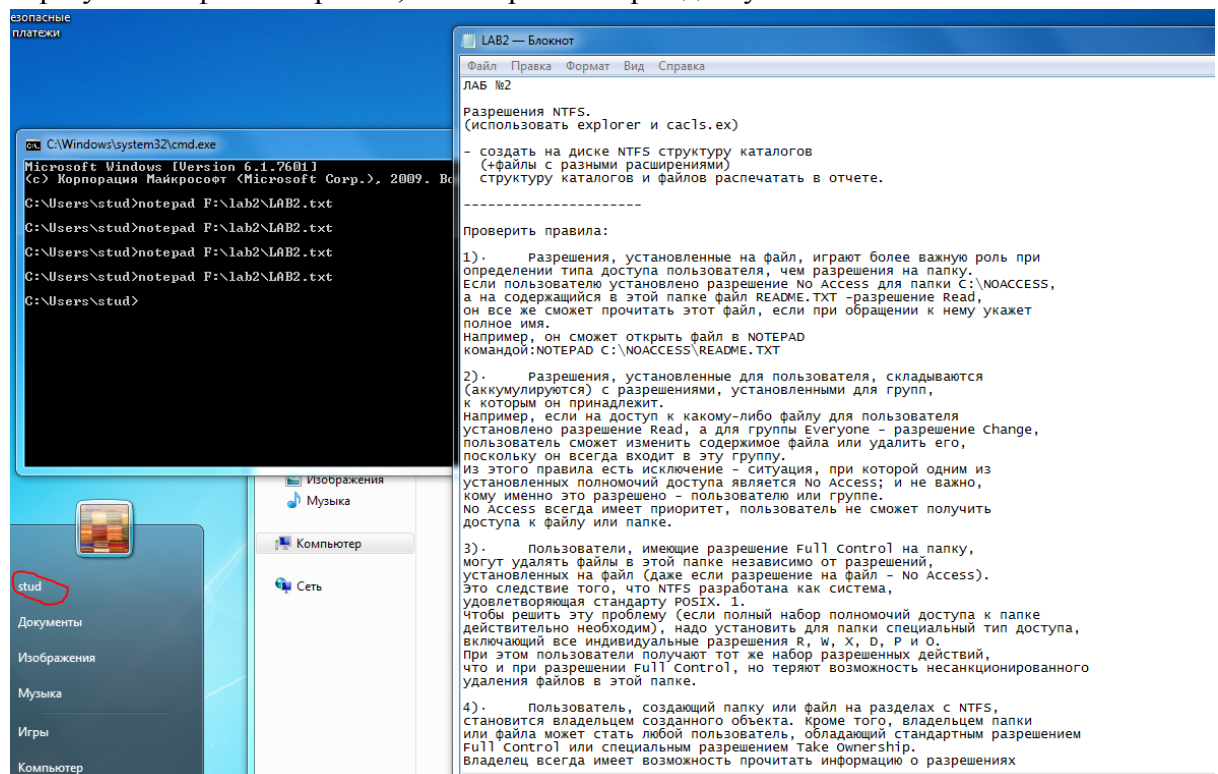 езопасные
платежи
C:\Windows\system32\cmd.exe
Microsoft Windows [Version 6.1.7601]
(c) Корпорация Майкрософт (Microsoft Corp.), 2009.
C:\Users\stud>notepad F:\lab2\LAB2.txt
C:\Users\stud>notepad F:\lab2\LAB2.txt
C:\Users\stud>notepad F:\lab2\LAB2.txt
C:\Users\stud>notepad F:\lab2\LAB2.txt
C:\Users\stud>
Изображения
Музыка
Компьютер
Сеть
stud
Документы
Изображения
Музыка
Игры
Компьютер
LAB2 — Блокнот
Файл Правка Формат Вид Справка
ЛАБ №2
Разрешения NTFS.
(использовать explorer и cacls.ex)
- создать на диске NTFS структуру каталогов
(+файлы с разными расширениями)
структуру каталогов и файлов распечатать в отчете.
----------------------
Проверить правила:
1)· Разрешения, установленные на файл, играют более важную роль при
определении типа доступа пользователя, чем разрешения на папку.
Если пользователю установлено разрешение No Access для папки C:\NOACCESS,
а на содержащийся в этой папке файл README.TXT -разрешение Read,
он все же сможет прочитать этот файл, если при обращении к нему укажет
полное имя.
Например, он сможет открыть файл в NOTEPAD
командой:NOTEPAD C:\NOACCESS\README.TXT
2)· Разрешения, установленные для пользователя, складываются
(аккумулируются) с разрешениями, установленными для групп,
к которым он принадлежит.
Например, если на доступ к какому-либо файлу для пользователя
установлено разрешение Read, а для группы Everyone - разрешение Change,
пользователь сможет изменить содержимое файла или удалить его,
поскольку он всегда входит в эту группу.
Из этого правила есть исключение - ситуация, при которой одним из
установленных полномочий доступа является No Access; и не важно,
кому именно это разрешено - пользователю или группе.
No Access всегда имеет приоритет, пользователь не сможет получить
доступа к файлу или папке.
3)· Пользователи, имеющие разрешение Full Control на папку,
могут удалять файлы в этой папке независимо от разрешений,
установленных на файл (даже если разрешение на файл - No Access).
Это следствие того, что NTFS разработана как система,
удовлетворяющая стандарту POSIX. 1.
Чтобы решить эту проблему (если полный набор полномочий доступа к папке
действительно необходим), надо установить для папки специальный тип доступа,
включающий все индивидуальные разрешения R, W, X, D, P и O.
При этом пользователи получают тот же набор разрешенных действий,
что и при разрешении Full Control, но теряют возможность несанкционированного
удаления файлов в этой папке.
4)· Пользователь, создающий папку или файл на разделах с NTFS,
становится владельцем созданного объекта. Кроме того, владельцем папки
или файла может стать любой пользователь, обладающий стандартным разрешением
Full Control или специальным разрешением Take Ownership.
Владелец всегда имеет возможность прочитать информацию о разрешениях